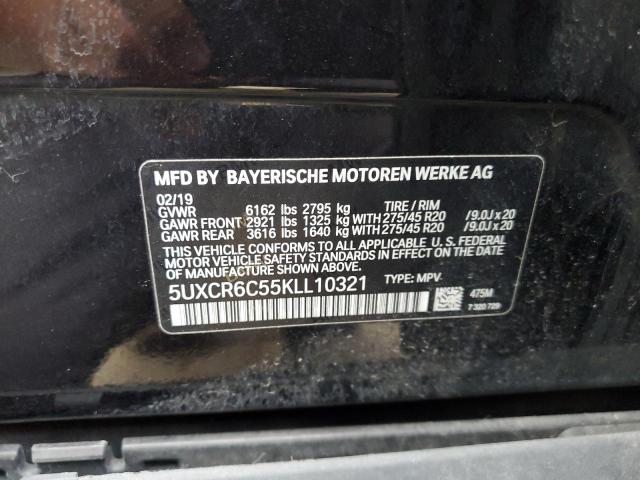 MFD BY BAYERISCHE MOTOREN WERKE AG
02/19 TIRE / RIM
GVWR 6162 lbs 2795 kg
GAWR FRONT 2921 lbs 1325 kg WITH 275/45 R20 /9.0J x 20
GAWR REAR 3616 lbs 1640 kg WITH 275/45 R20 /9.0J x 20
THIS VEHICLE CONFORMS TO ALL APPLICABLE U. S. FEDERAL
MOTOR VEHICLE SAFETY STANDARDS IN EFFECT ON THE
DATE OF MANUFACTURE SHOWN ABOVE.
5UXCR6C55KLL10321 TYPE: MPV
475M
7 320 729